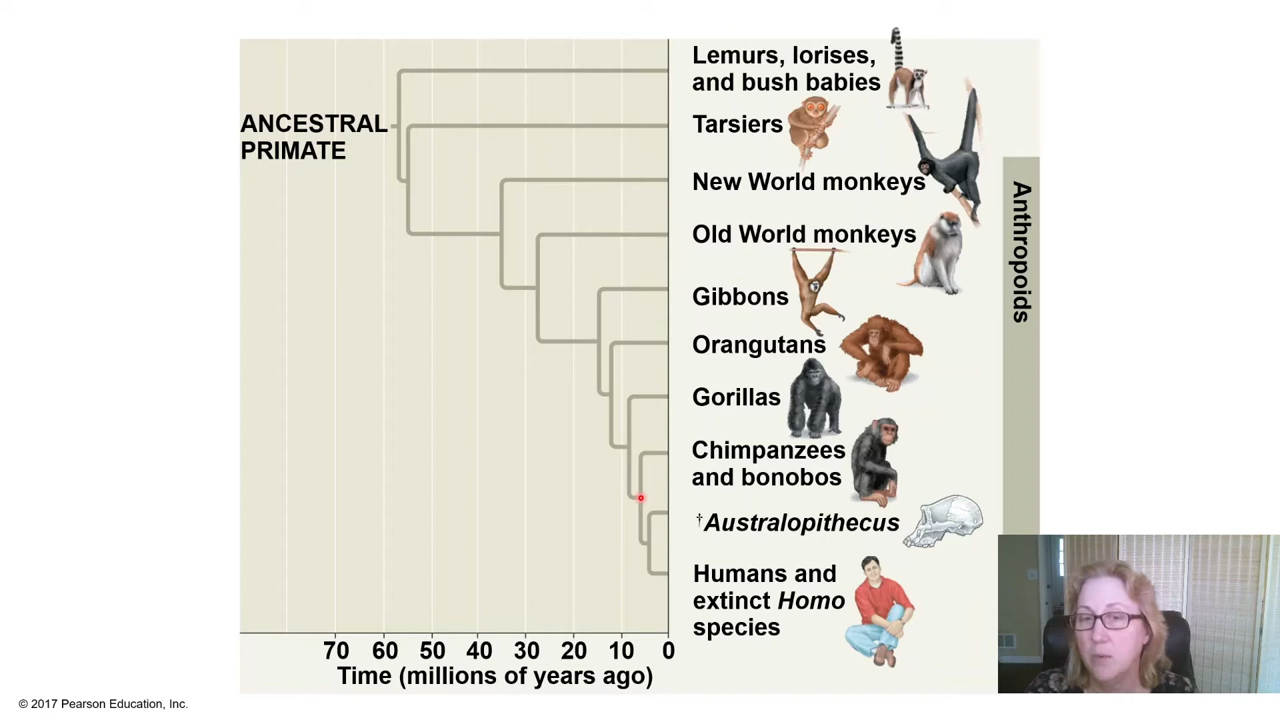 Lemurs, lorises,
and bush babies
ANCESTRAL
PRIMATE
Tarsiers
New World monkeys
Anthropoids
Old World monkeys
Gibbons
Orangutans
Gorillas
Chimpanzees
and bonobos
†Australopithecus
Humans and
extinct Homo
species
70 60 50 40 30 20 10 0
Time (millions of years ago)
© 2017 Pearson Education, Inc.